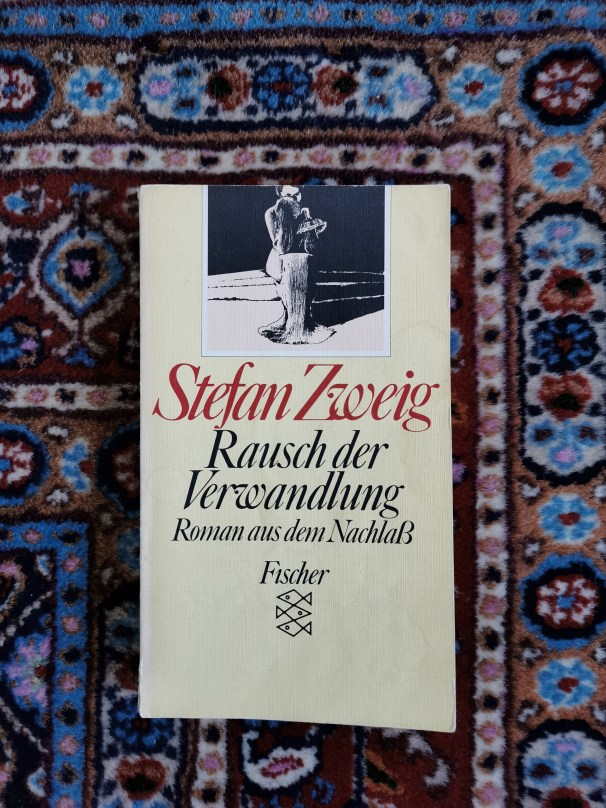 Stefan Zweig
Rausch der
Verwandlung
Roman aus dem Nachlaß
Fischer